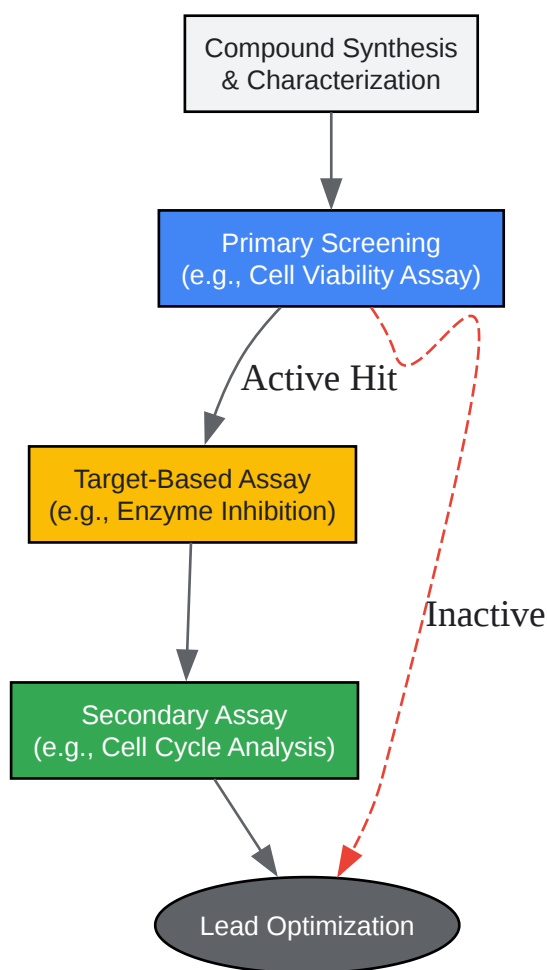 Compound Synthesis
& Characterization
Primary Screening
(e.g., Cell Viability Assay)
Active Hit
Target-Based Assay
(e.g., Enzyme Inhibition)
Inactive
Secondary Assay
(e.g., Cell Cycle Analysis)
Lead Optimization